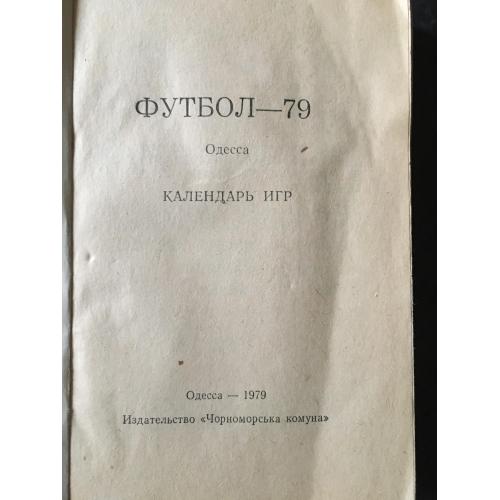 ФУТБОЛ—79
Одесса
КАЛЕНДАРЬ ИГР
Одесса — 1979
Издательство «Чорноморська комуна»